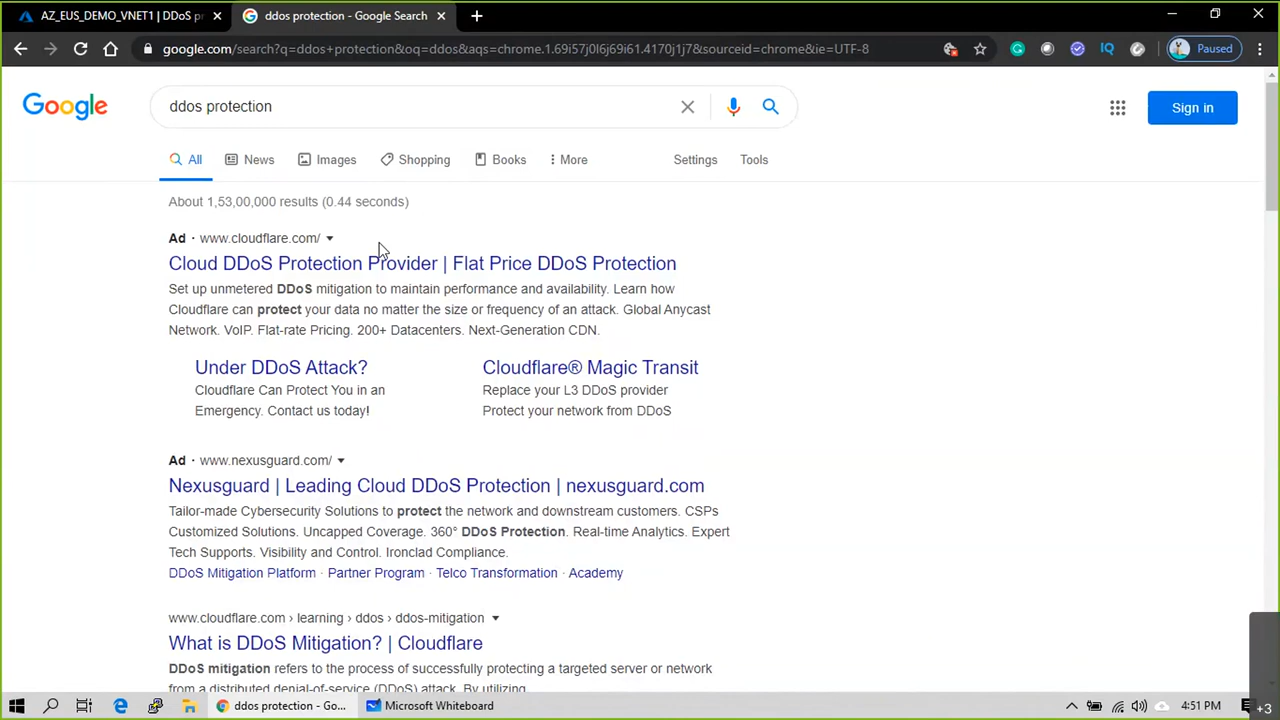 AZ_EUS_DEMO_VNET1 | DDoS pr
ddos protection - Google Search
google.com/search?q=ddos+protection&oq=ddos&aqs=chrome.1.69i57j0l6j69i61.4170j1j7&sourceid=chrome&ie=UTF-8
IQ
Paused
Google
ddos protection
Sign in
All
News
Images
Shopping
Books
More
Settings
Tools
About 1,53,00,000 results (0.44 seconds)
Ad · www.cloudflare.com/
Cloud DDoS Protection Provider | Flat Price DDoS Protection
Set up unmetered DDoS mitigation to maintain performance and availability. Learn how
Cloudflare can protect your data no matter the size or frequency of an attack. Global Anycast
Network. VoIP. Flat-rate Pricing. 200+ Datacenters. Next-Generation CDN.
Under DDoS Attack?
Cloudflare Can Protect You in an
Emergency. Contact us today!
Cloudflare® Magic Transit
Replace your L3 DDoS provider
Protect your network from DDoS
Ad · www.nexusguard.com/
Nexusguard | Leading Cloud DDoS Protection | nexusguard.com
Tailor-made Cybersecurity Solutions to protect the network and downstream customers. CSPs
Customized Solutions. Uncapped Coverage. 360° DDoS Protection. Real-time Analytics. Expert
Tech Supports. Visibility and Control. Ironclad Compliance.
DDoS Mitigation Platform · Partner Program · Telco Transformation · Academy
www.cloudflare.com › learning › ddos › ddos-mitigation
What is DDoS Mitigation? | Cloudflare
DDoS mitigation refers to the process of successfully protecting a targeted server or network
from a distributed denial-of-service (DDoS) attack. By utilizing
ddos protection - Go...
Microsoft Whiteboard
4:51 PM
+3